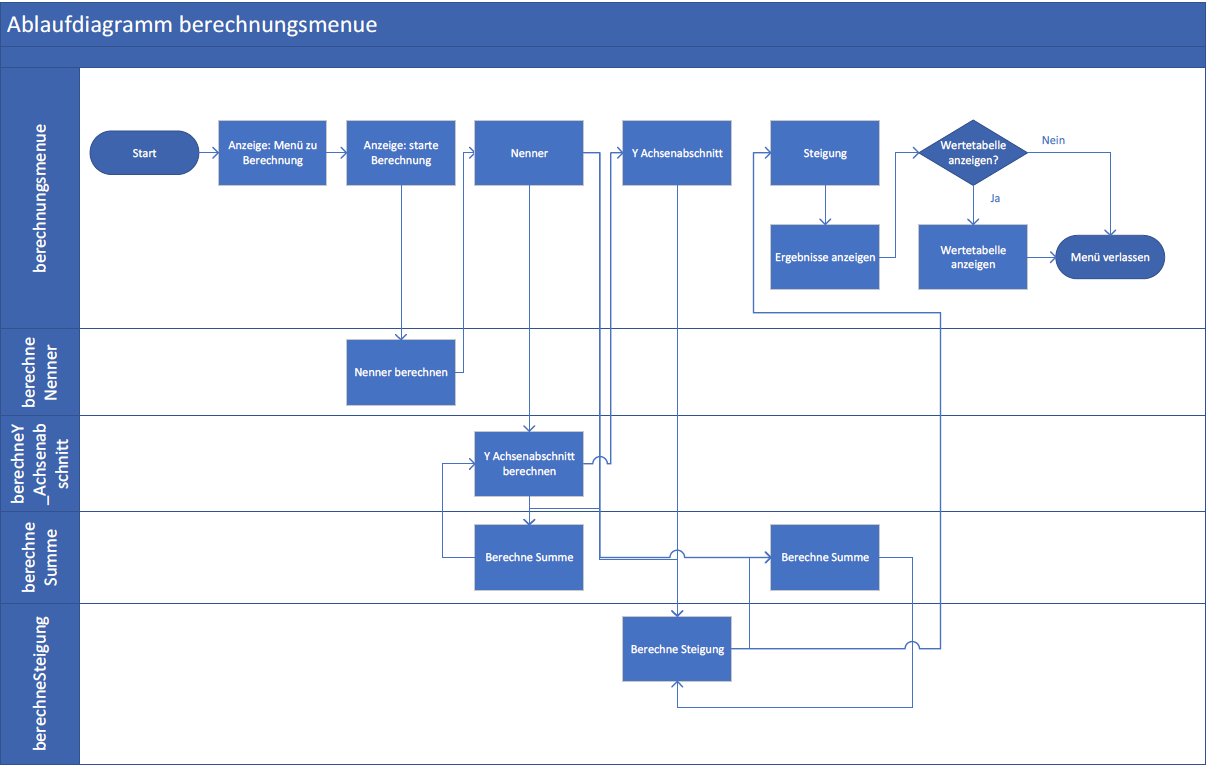 Ablaufdiagramm berechnungsmenue
berechnungsmenue
Start
Anzeige: Menü zu
Berechnung
Anzeige: starte
Berechnung
Nenner
Y Achsenabschnitt
Steigung
Wertetabelle
anzeigen?
Nein
Ja
Ergebnisse anzeigen
Wertetabelle
anzeigen
Menü verlassen
berechne
Nenner
Nenner berechnen
berechneY
_Achsenab
schnitt
Y Achsenabschnitt
berechnen
berechne
Summe
Berechne Summe
Berechne Summe
berechneSteigung
Berechne Steigung